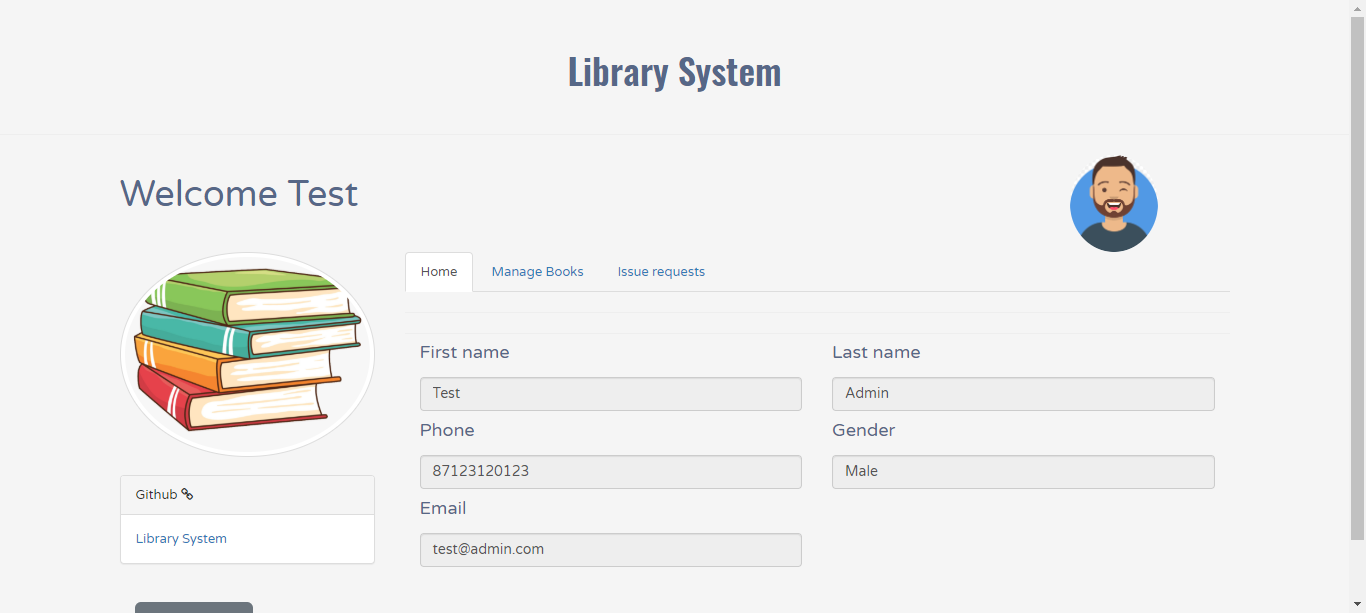 Library System
Welcome Test
Home Manage Books Issue requests
First name Last name
Test Admin
Phone Gender
87123120123 Male
Email
test@admin.com
Github
Library System